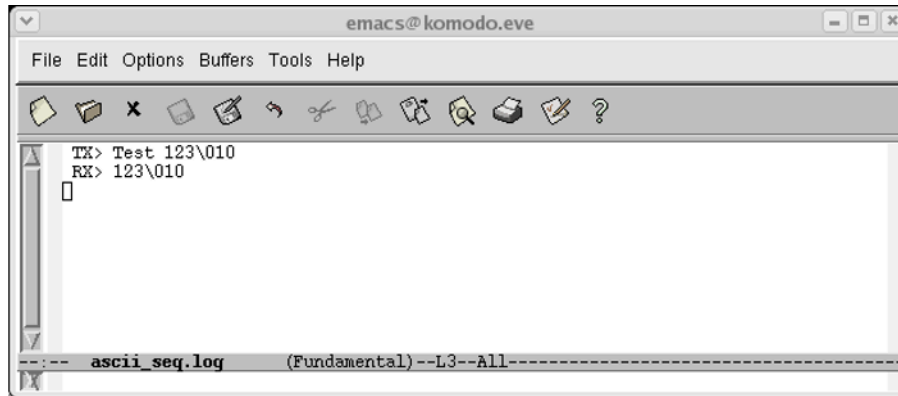 emacs@komodo.eve
File Edit Options Buffers Tools Help
TX> Test 123\010
RX> 123\010
--:-- ascii_seq.log (Fundamental)--L3--All----------------------------------------